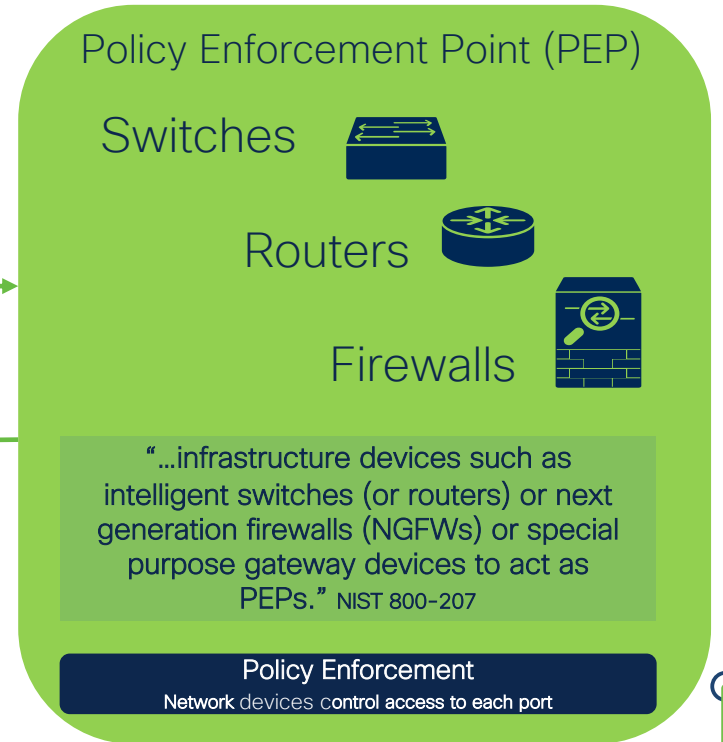 Policy Enforcement Point (PEP)
Switches
Routers
Firewalls
“...infrastructure devices such as
intelligent switches (or routers) or next
generation firewalls (NGFWs) or special
purpose gateway devices to act as
PEPs.” NIST 800-207
Policy Enforcement
Network devices control access to each port